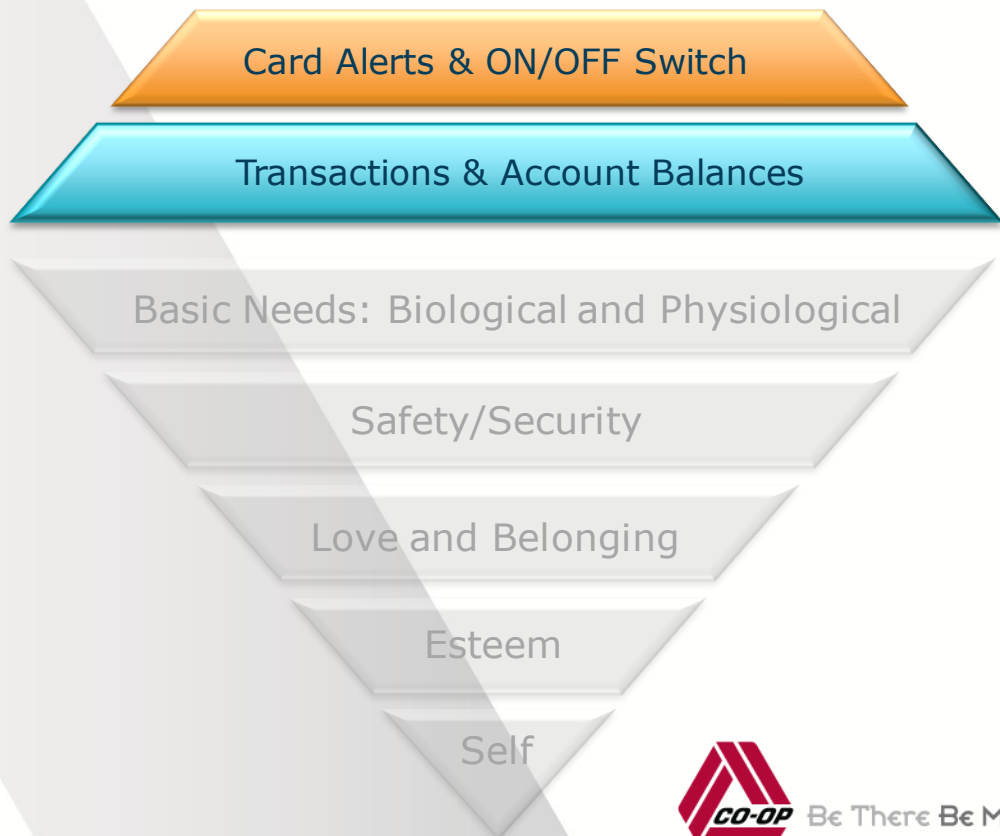 Card Alerts & ON/OFF Switch
Transactions & Account Balances
Basic Needs: Biological and Physiological
Safety/Security
Love and Belonging
Esteem
Self
CO-OP Be There Be M